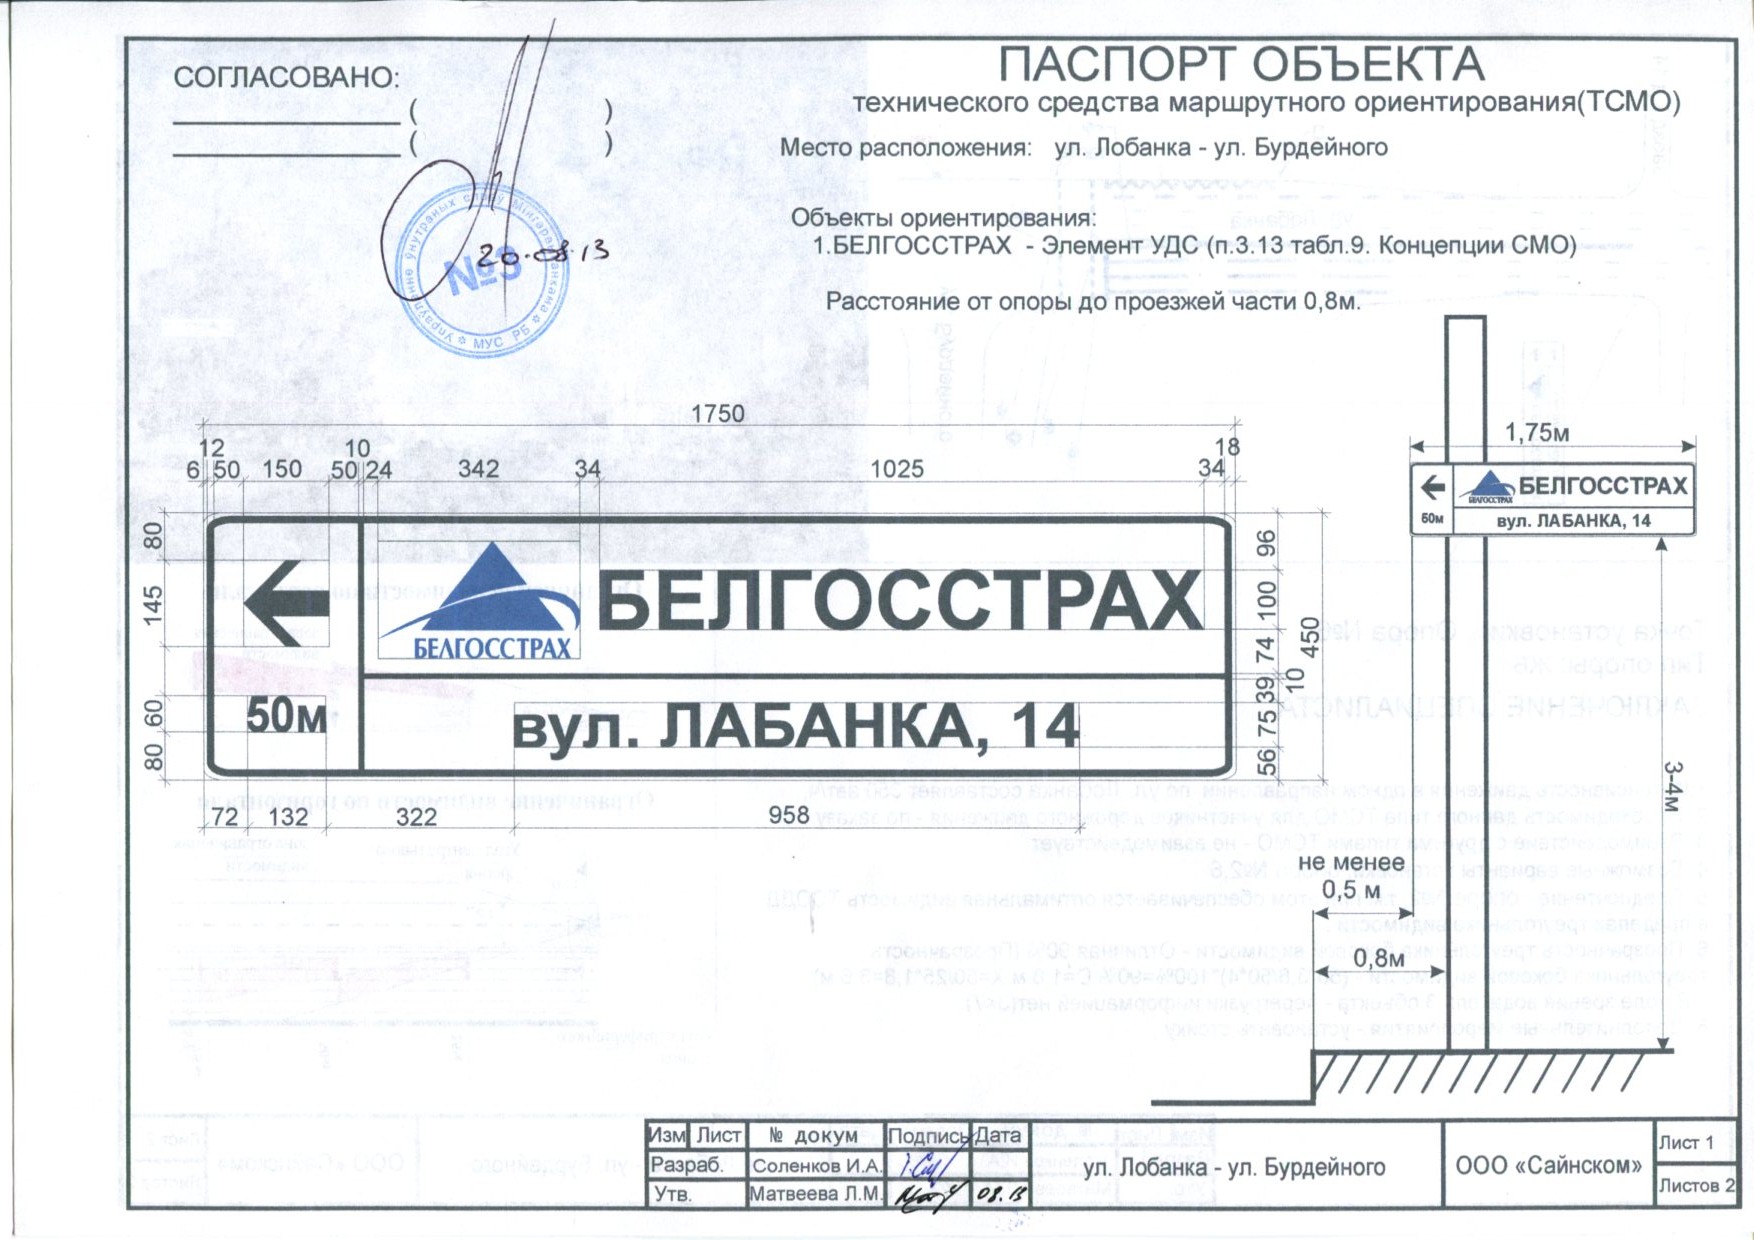 СОГЛАСОВАНО:
( )
( )
упраўленне ўнутраных спраў МУС РБ
№3
20.08.13
ПАСПОРТ ОБЪЕКТА
технического средства маршрутного ориентирования(ТСМО)
Место расположения: ул. Лобанка - ул. Бурдейного
Объекты ориентирования:
1.БЕЛГОССТРАХ - Элемент УДС (п.3.13 табл.9. Концепции СМО)
Расстояние от опоры до проезжей части 0,8м.
1750
12 10 18
6 50 150 50 24 342 34 1025 34
80 145 60 80
БЕЛГОССТРАХ
БЕЛГОССТРАХ
50м
вул. ЛАБАНКА, 14
96 100 74 39 75 56
10
450
72 132 322 958
1,75м
БЕЛГОССТРАХ
БЕЛГОССТРАХ
50м
вул. ЛАБАНКА, 14
3-4м
не менее
0,5 м
0,8м
Изм Лист № докум Подпись Дата
Разраб. Соленков И.А.
Утв. Матвеева Л.М. 08.13
ул. Лобанка - ул. Бурдейного
ООО «Сайнском»
Лист 1
Листов 2